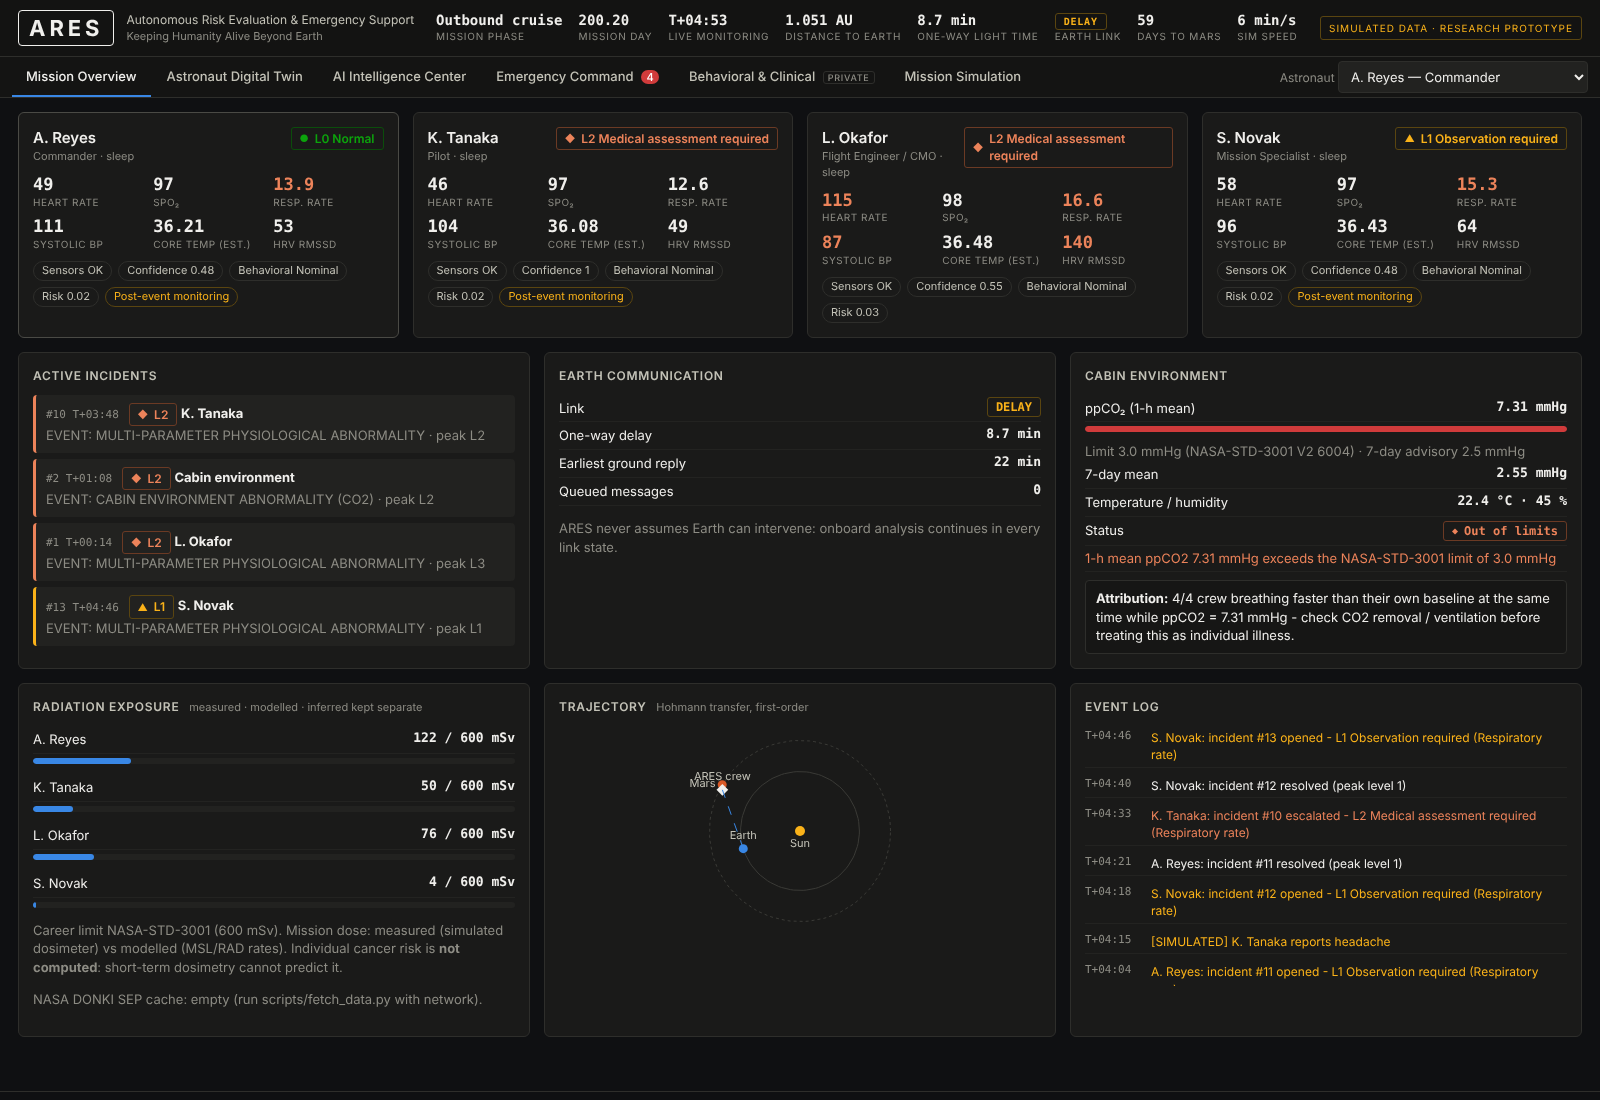 ARES
Autonomous Risk Evaluation & Emergency Support
Keeping Humanity Alive Beyond Earth
Outbound cruise
MISSION PHASE
200.20
MISSION DAY
T+04:53
LIVE MONITORING
1.051 AU
DISTANCE TO EARTH
8.7 min
ONE-WAY LIGHT TIME
DELAY
EARTH LINK
59
DAYS TO MARS
6 min/s
SIM SPEED
SIMULATED DATA · RESEARCH PROTOTYPE
Mission Overview
Astronaut Digital Twin
AI Intelligence Center
Emergency Command 4
Behavioral & Clinical PRIVATE
Mission Simulation
Astronaut A. Reyes — Commander
A. Reyes
Commander · sleep
L0 Normal
49
HEART RATE
97
SPO₂
13.9
RESP. RATE
111
SYSTOLIC BP
36.21
CORE TEMP (EST.)
53
HRV RMSSD
Sensors OK
Confidence 0.48
Behavioral Nominal
Risk 0.02
Post-event monitoring
K. Tanaka
Pilot · sleep
L2 Medical assessment required
46
HEART RATE
97
SPO₂
12.6
RESP. RATE
104
SYSTOLIC BP
36.08
CORE TEMP (EST.)
49
HRV RMSSD
Sensors OK
Confidence 1
Behavioral Nominal
Risk 0.02
Post-event monitoring
L. Okafor
Flight Engineer / CMO ·
sleep
L2 Medical assessment
required
115
HEART RATE
98
SPO₂
16.6
RESP. RATE
87
SYSTOLIC BP
36.48
CORE TEMP (EST.)
140
HRV RMSSD
Sensors OK
Confidence 0.55
Behavioral Nominal
Risk 0.03
S. Novak
Mission Specialist · sleep
L1 Observation required
58
HEART RATE
97
SPO₂
15.3
RESP. RATE
96
SYSTOLIC BP
36.43
CORE TEMP (EST.)
64
HRV RMSSD
Sensors OK
Confidence 0.48
Behavioral Nominal
Risk 0.02
Post-event monitoring
ACTIVE INCIDENTS
#10 T+03:48 L2 K. Tanaka
EVENT: MULTI-PARAMETER PHYSIOLOGICAL ABNORMALITY · peak L2
#2 T+01:08 L2 Cabin environment
EVENT: CABIN ENVIRONMENT ABNORMALITY (CO2) · peak L2
#1 T+00:14 L2 L. Okafor
EVENT: MULTI-PARAMETER PHYSIOLOGICAL ABNORMALITY · peak L3
#13 T+04:46 L1 S. Novak
EVENT: MULTI-PARAMETER PHYSIOLOGICAL ABNORMALITY · peak L1
EARTH COMMUNICATION
Link DELAY
One-way delay 8.7 min
Earliest ground reply 22 min
Queued messages 0
ARES never assumes Earth can intervene: onboard analysis continues in every
link state.
CABIN ENVIRONMENT
ppCO₂ (1-h mean) 7.31 mmHg
Limit 3.0 mmHg (NASA-STD-3001 V2 6004) · 7-day advisory 2.5 mmHg
7-day mean 2.55 mmHg
Temperature / humidity 22.4 °C · 45 %
Status Out of limits
1-h mean ppCO2 7.31 mmHg exceeds the NASA-STD-3001 limit of 3.0 mmHg
Attribution: 4/4 crew breathing faster than their own baseline at the same
time while ppCO2 = 7.31 mmHg - check CO2 removal / ventilation before
treating this as individual illness.
RADIATION EXPOSURE measured · modelled · inferred kept separate
A. Reyes 122 / 600 mSv
K. Tanaka 50 / 600 mSv
L. Okafor 76 / 600 mSv
S. Novak 4 / 600 mSv
Career limit NASA-STD-3001 (600 mSv). Mission dose: measured (simulated
dosimeter) vs modelled (MSL/RAD rates). Individual cancer risk is not
computed: short-term dosimetry cannot predict it.
NASA DONKI SEP cache: empty (run scripts/fetch_data.py with network).
TRAJECTORY Hohmann transfer, first-order
ARES crew
Mars
Earth
Sun
EVENT LOG
T+04:46 S. Novak: incident #13 opened - L1 Observation required (Respiratory
rate)
T+04:40 S. Novak: incident #12 resolved (peak level 1)
T+04:33 K. Tanaka: incident #10 escalated - L2 Medical assessment required
(Respiratory rate)
T+04:21 A. Reyes: incident #11 resolved (peak level 1)
T+04:18 S. Novak: incident #12 opened - L1 Observation required (Respiratory
rate)
T+04:15 [SIMULATED] K. Tanaka reports headache
T+04:04 A. Reyes: incident #11 opened - L1 Observation required (Respiratory